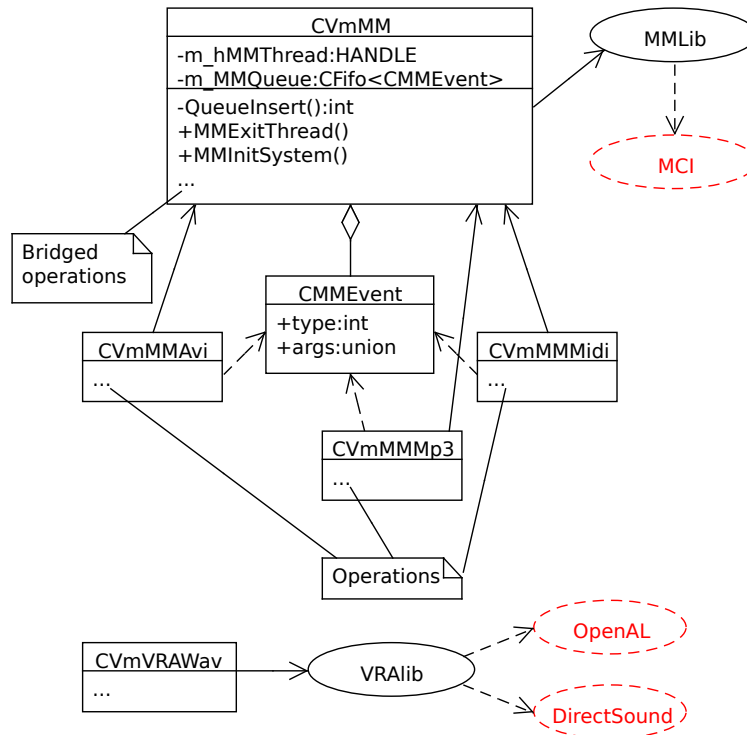 CVmMM
-m_hMMThread:HANDLE
-m_MMQueue:CFifo<CMMEvent>
-QueueInsert():int
+MMExitThread()
+MMInitSystem()
...
MMLib
MCI
Bridged
operations
CMMEvent
+type:int
+args:union
CVmMMAvi
...
CVmMMMidi
...
CVmMMMp3
...
Operations
CVmVRAWav
...
VRAlib
OpenAL
DirectSound